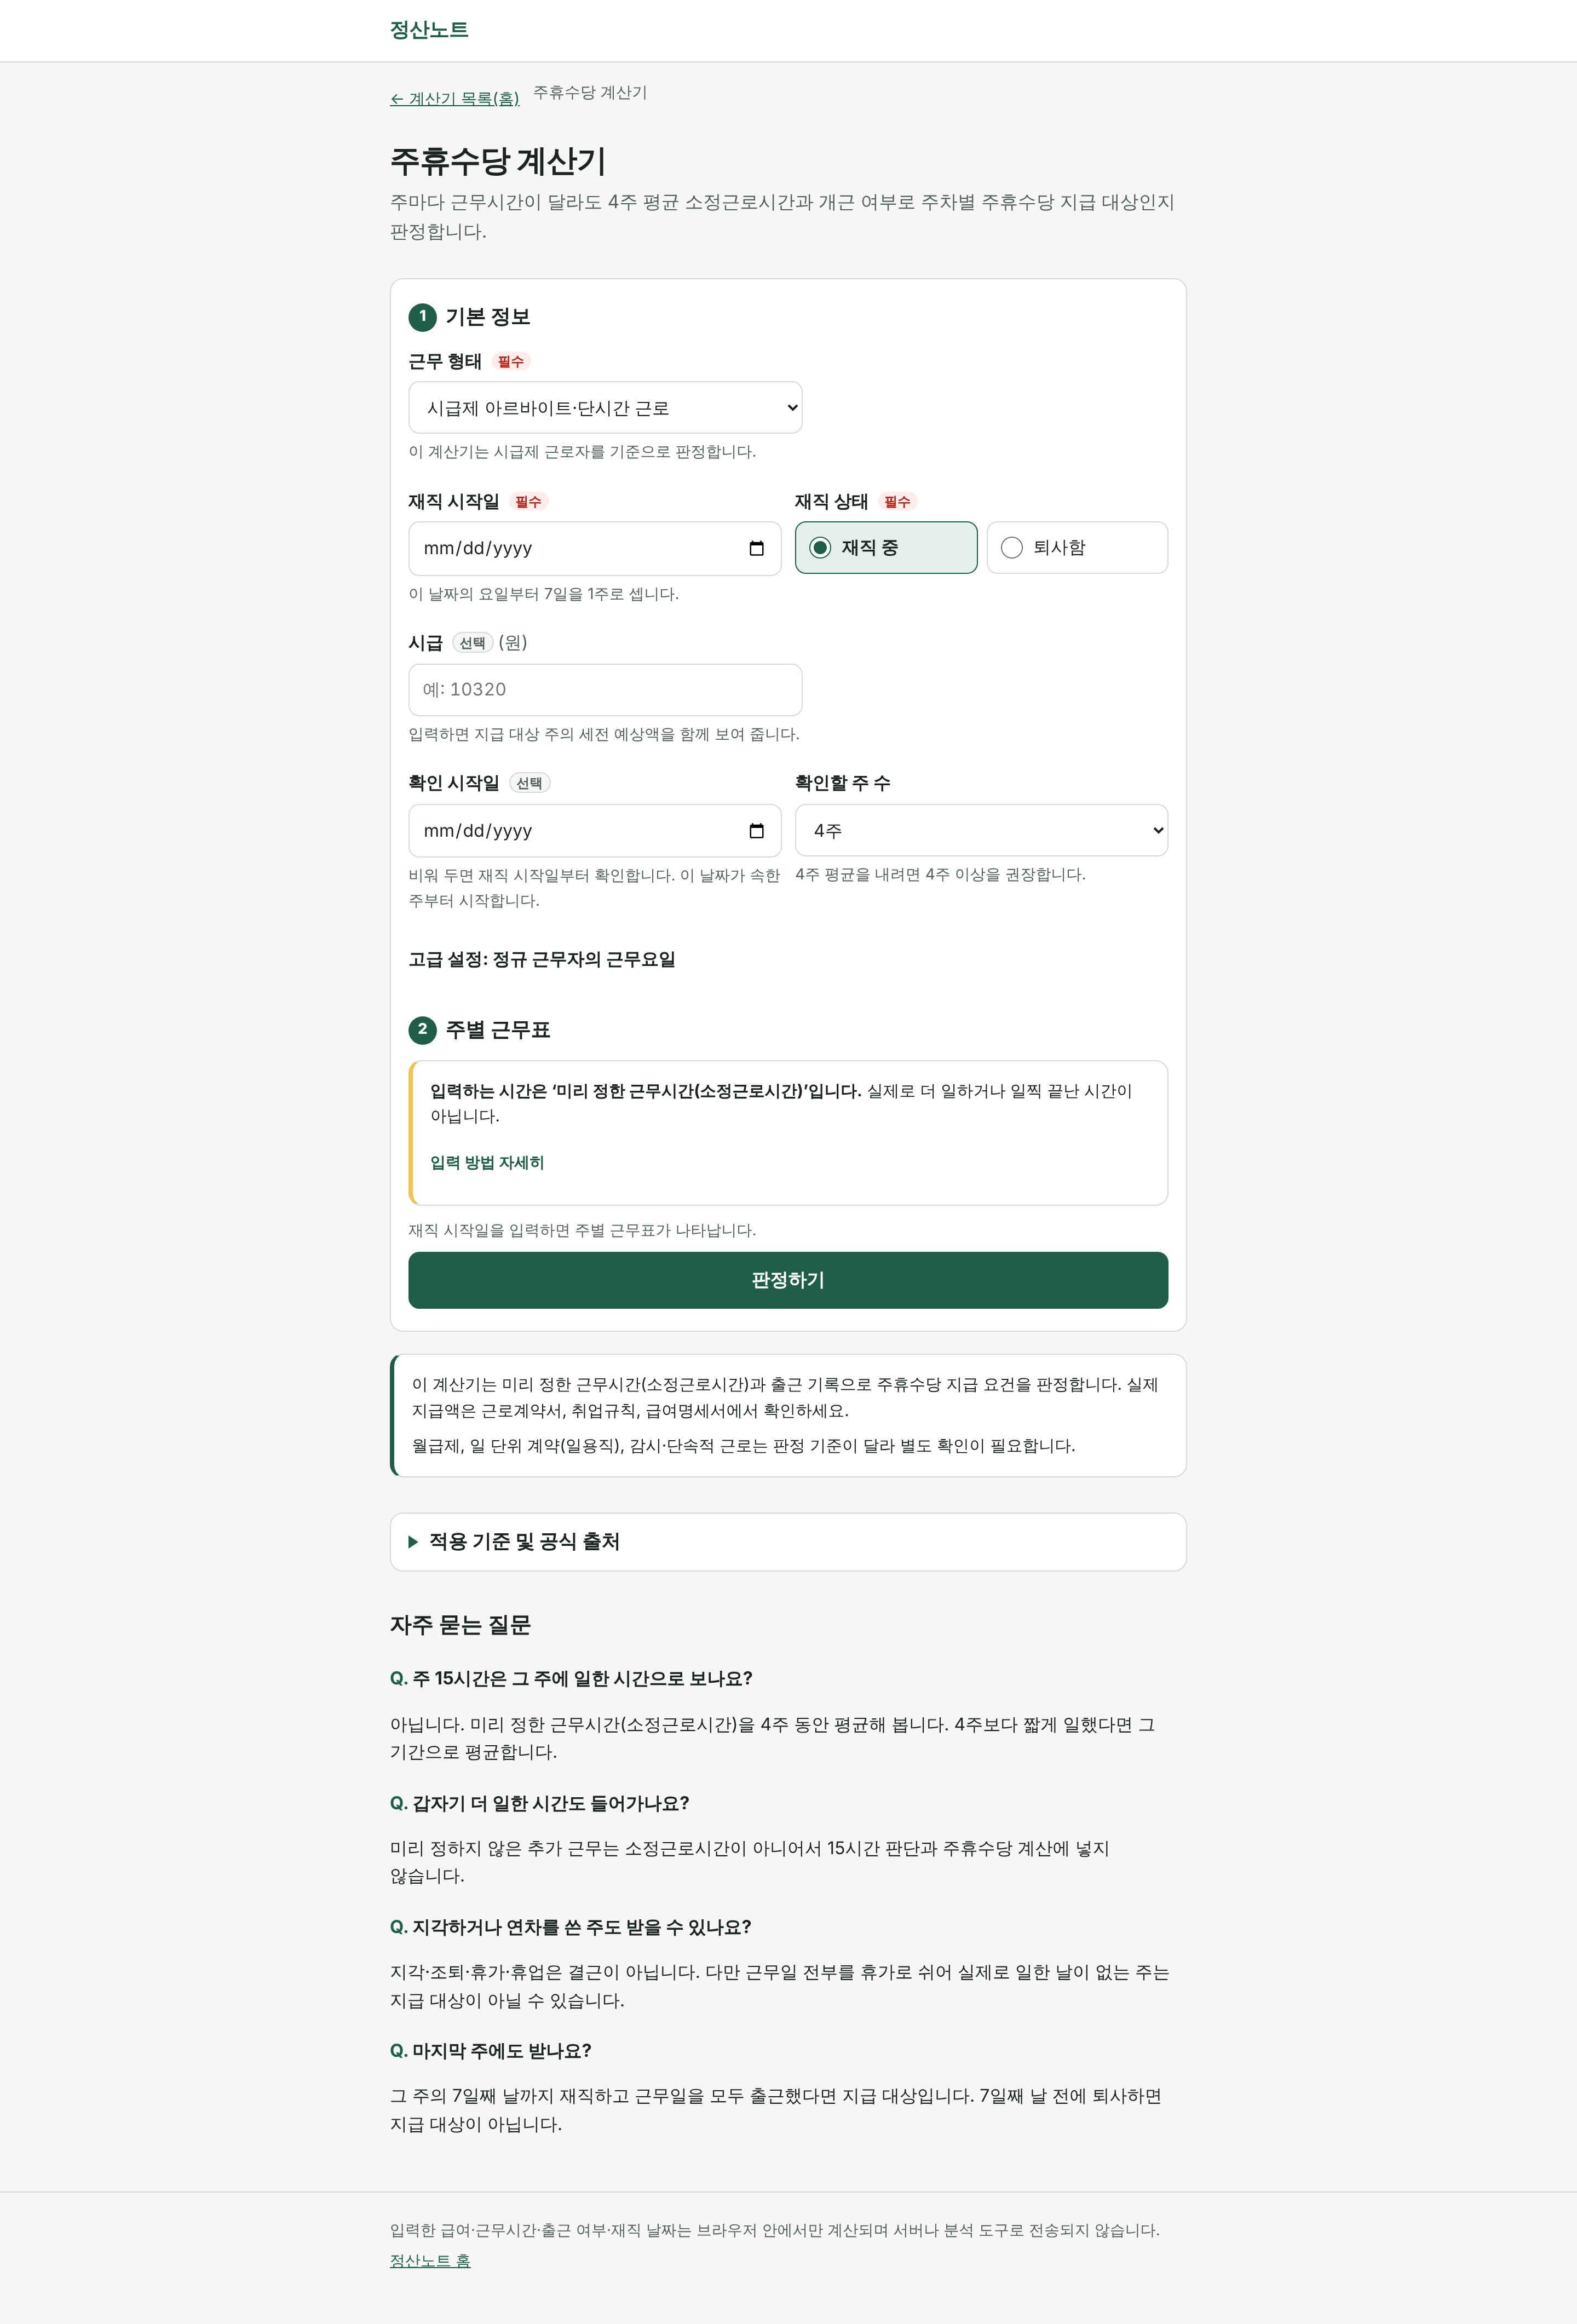 정산노트
← 계산기 목록(홈) 주휴수당 계산기
주휴수당 계산기
주마다 근무시간이 달라도 4주 평균 소정근로시간과 개근 여부로 주차별 주휴수당 지급 대상인지
판정합니다.
1 기본 정보
근무 형태 필수
시급제 아르바이트·단시간 근로
이 계산기는 시급제 근로자를 기준으로 판정합니다.
재직 시작일 필수
mm/dd/yyyy
이 날짜의 요일부터 7일을 1주로 셉니다.
재직 상태 필수
재직 중
퇴사함
시급 선택 (원)
예: 10320
입력하면 지급 대상 주의 세전 예상액을 함께 보여 줍니다.
확인 시작일 선택
mm/dd/yyyy
비워 두면 재직 시작일부터 확인합니다. 이 날짜가 속한
주부터 시작합니다.
확인할 주 수
4주
4주 평균을 내려면 4주 이상을 권장합니다.
고급 설정: 정규 근무자의 근무요일
2 주별 근무표
입력하는 시간은 ‘미리 정한 근무시간(소정근로시간)’입니다. 실제로 더 일하거나 일찍 끝난 시간이
아닙니다.
입력 방법 자세히
재직 시작일을 입력하면 주별 근무표가 나타납니다.
판정하기
이 계산기는 미리 정한 근무시간(소정근로시간)과 출근 기록으로 주휴수당 지급 요건을 판정합니다. 실제
지급액은 근로계약서, 취업규칙, 급여명세서에서 확인하세요.
월급제, 일 단위 계약(일용직), 감시·단속적 근로는 판정 기준이 달라 별도 확인이 필요합니다.
적용 기준 및 공식 출처
자주 묻는 질문
Q. 주 15시간은 그 주에 일한 시간으로 보나요?
아닙니다. 미리 정한 근무시간(소정근로시간)을 4주 동안 평균해 봅니다. 4주보다 짧게 일했다면 그
기간으로 평균합니다.
Q. 갑자기 더 일한 시간도 들어가나요?
미리 정하지 않은 추가 근무는 소정근로시간이 아니어서 15시간 판단과 주휴수당 계산에 넣지
않습니다.
Q. 지각하거나 연차를 쓴 주도 받을 수 있나요?
지각·조퇴·휴가·휴업은 결근이 아닙니다. 다만 근무일 전부를 휴가로 쉬어 실제로 일한 날이 없는 주는
지급 대상이 아닐 수 있습니다.
Q. 마지막 주에도 받나요?
그 주의 7일째 날까지 재직하고 근무일을 모두 출근했다면 지급 대상입니다. 7일째 날 전에 퇴사하면
지급 대상이 아닙니다.
입력한 급여·근무시간·출근 여부·재직 날짜는 브라우저 안에서만 계산되며 서버나 분석 도구로 전송되지 않습니다.
정산노트 홈